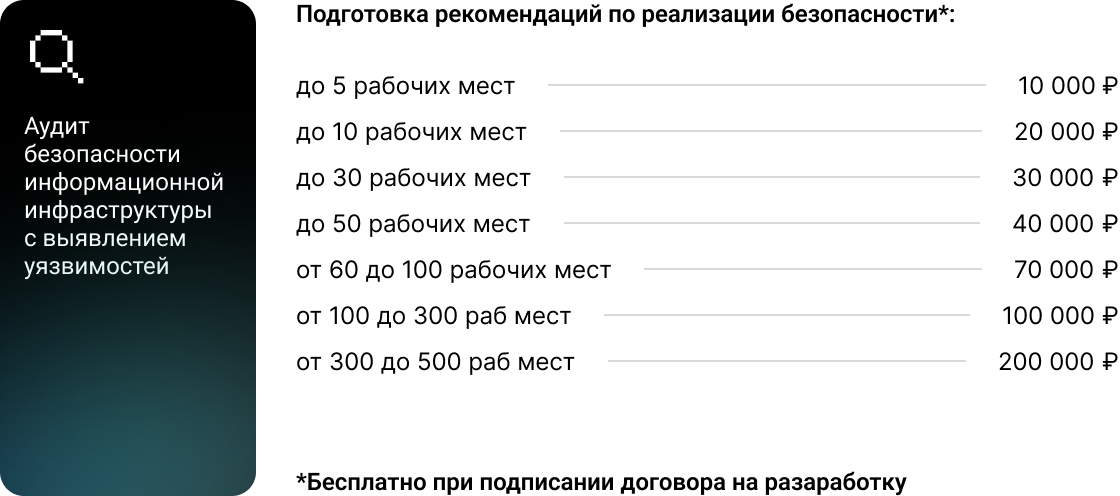 Аудит
безопасности
информационной
инфраструктуры
с выявлением
уязвимостей
Подготовка рекомендаций по реализации безопасности*:
до 5 рабочих мест 10 000 ₽
до 10 рабочих мест 20 000 ₽
до 30 рабочих мест 30 000 ₽
до 50 рабочих мест 40 000 ₽
от 60 до 100 рабочих мест 70 000 ₽
от 100 до 300 раб мест 100 000 ₽
от 300 до 500 раб мест 200 000 ₽
*Бесплатно при подписании договора на разаработку